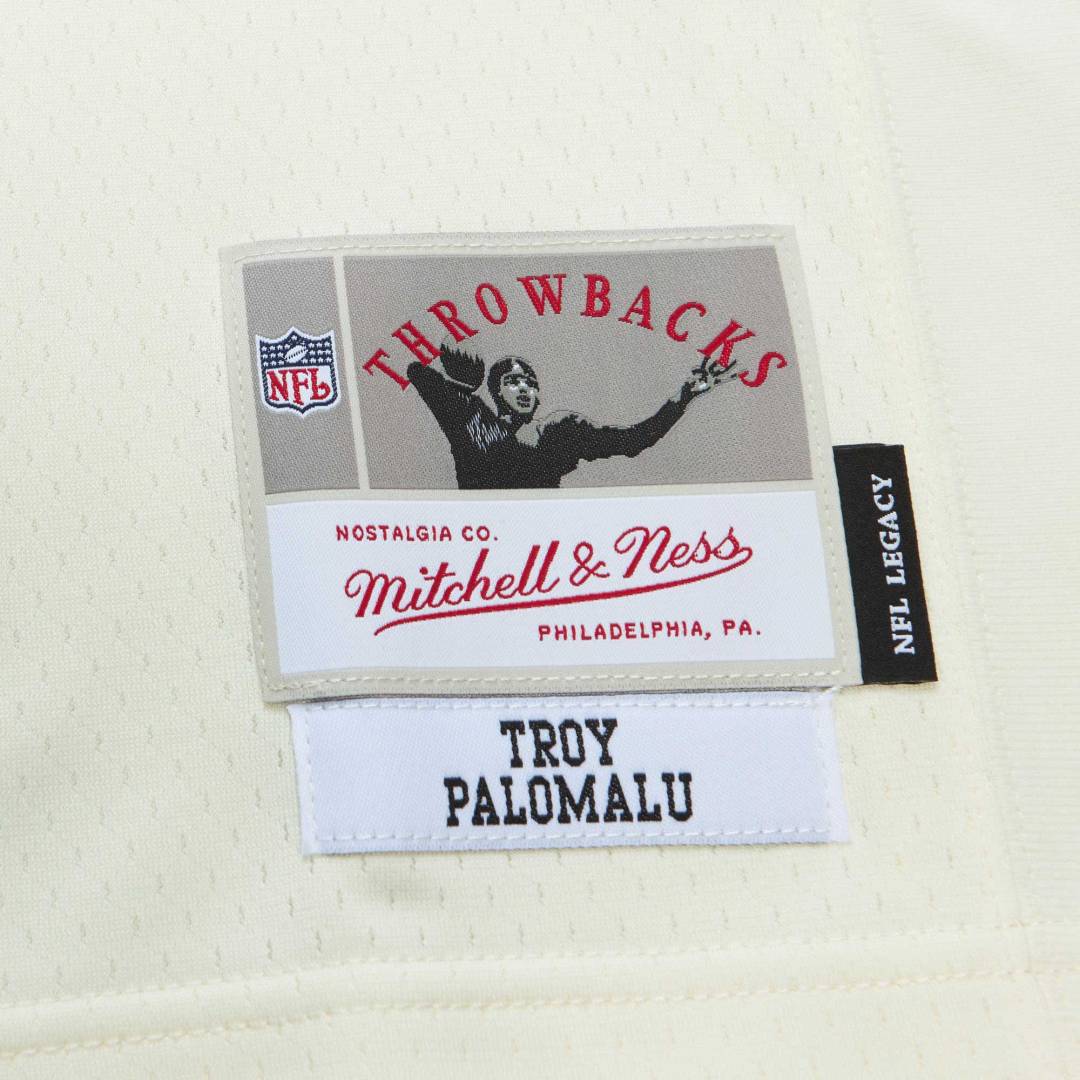 THROWBACKS
NFL
NOSTALGIA CO.
Mitchell & Ness
PHILADELPHIA, PA.
NFL LEGACY
TROY
PALOMALU